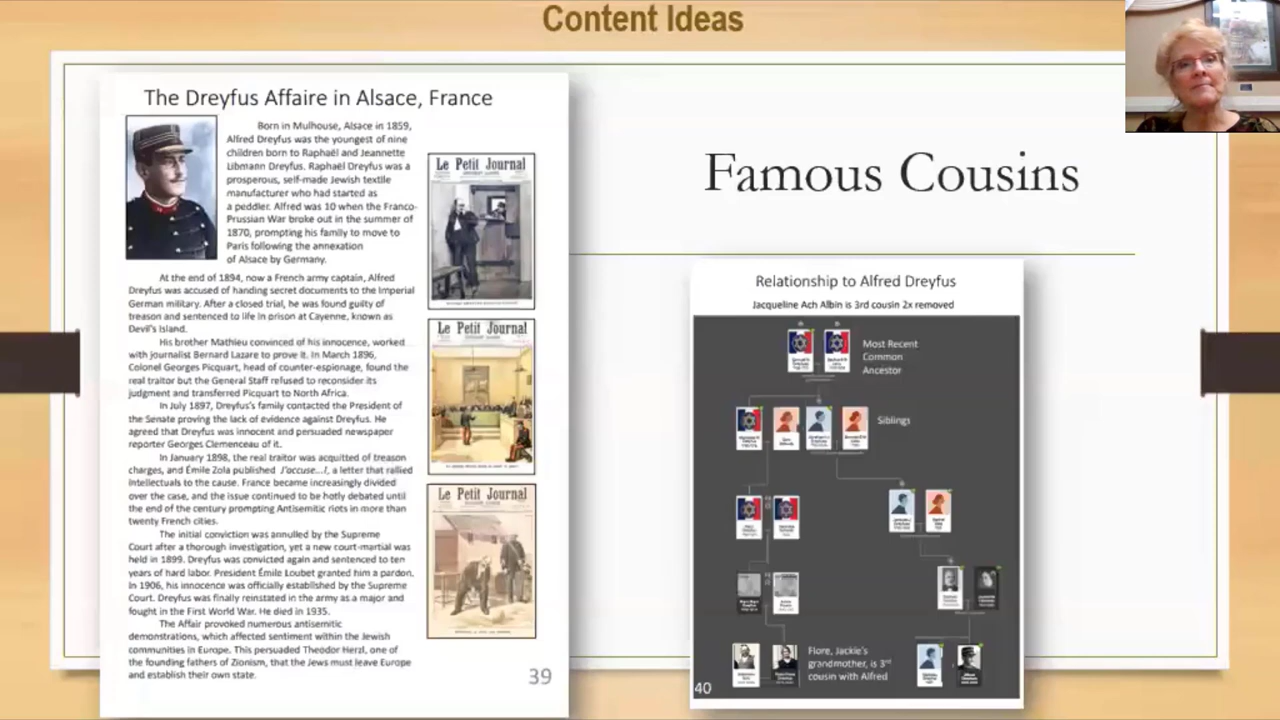 Content Ideas
The Dreyfus Affaire in Alsace, France
Born in Mulhouse, Alsace in 1859,
Alfred Dreyfus was the youngest of nine
children born to Raphaël and Jeannette
Libmann Dreyfus. Raphaël Dreyfus was a
prosperous, self-made Jewish textile
manufacturer who had started as
a peddler. Alfred was 10 when the Franco-
Prussian War broke out in the summer of
1870, prompting his family to move to
Paris following the annexation
of Alsace by Germany.
At the end of 1894, now a French army captain, Alfred
Dreyfus was accused of handing secret documents to the Imperial
German military. After a closed trial, he was found guilty of
treason and sentenced to life in prison at Cayenne, known as
Devil's Island.
His brother Mathieu convinced of his innocence, worked
with journalist Bernard Lazare to prove it. In March 1896,
Colonel Georges Picquart, head of counter-espionage, found the
real traitor but the General Staff refused to reconsider its
judgment and transferred Picquart to North Africa.
In July 1897, Dreyfus's family contacted the President of
the Senate proving the lack of evidence against Dreyfus. He
agreed that Dreyfus was innocent and persuaded newspaper
reporter Georges Clemenceau of it.
In January 1898, the real traitor was acquitted of treason
charges, and Émile Zola published J'accuse...!, a letter that rallied
intellectuals to the cause. France became increasingly divided
over the case, and the issue continued to be hotly debated until
the end of the century prompting Antisemitic riots in more than
twenty French cities.
The initial conviction was annulled by the Supreme
Court after a thorough investigation, yet a new court-martial was
held in 1899. Dreyfus was convicted again and sentenced to ten
years of hard labor. President Émile Loubet granted him a pardon.
In 1906, his innocence was officially established by the Supreme
Court. Dreyfus was finally reinstated in the army as a major and
fought in the First World War. He died in 1935.
The Affair provoked numerous antisemitic
demonstrations, which affected sentiment within the Jewish
communities in Europe. This persuaded Theodor Herzl, one of
the founding fathers of Zionism, that the Jews must leave Europe
and establish their own state.
Le Petit Journal
Le Petit Journal
Le Petit Journal
39
Famous Cousins
Relationship to Alfred Dreyfus
Jacqueline Ach Albin is 3rd cousin 2x removed
Most Recent
Common
Ancestor
Siblings
Flore, Jackie's
grandmother, is 3rd
cousin with Alfred
40